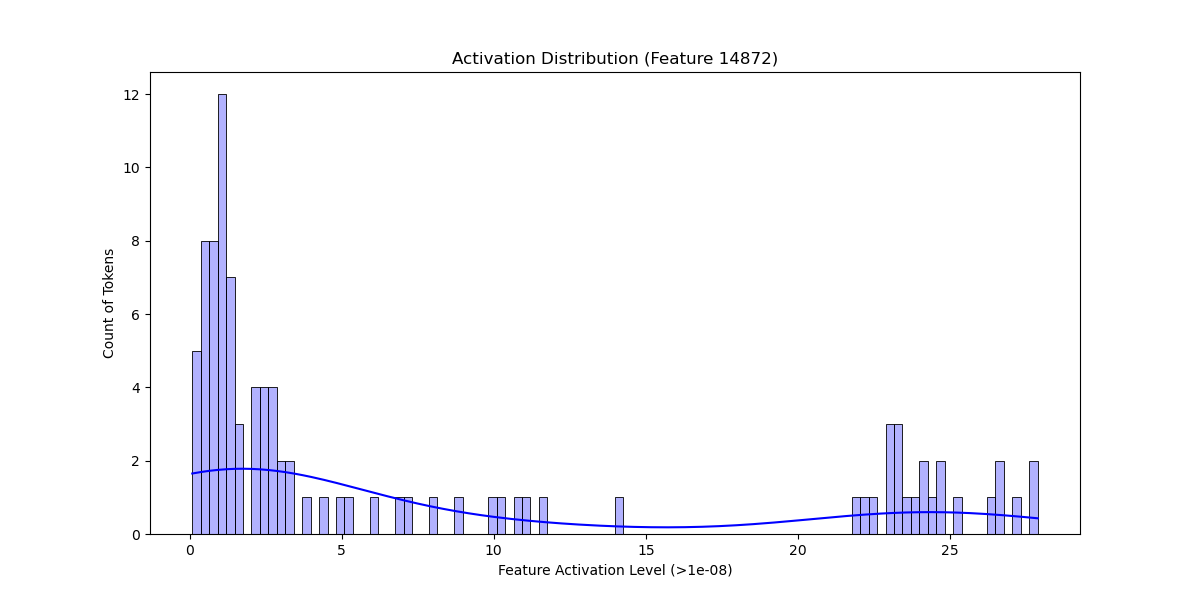 Activation Distribution (Feature 14872)
12
10
8
6
4
2
0
Count of Tokens
0 5 10 15 20 25
Feature Activation Level (>1e-08)